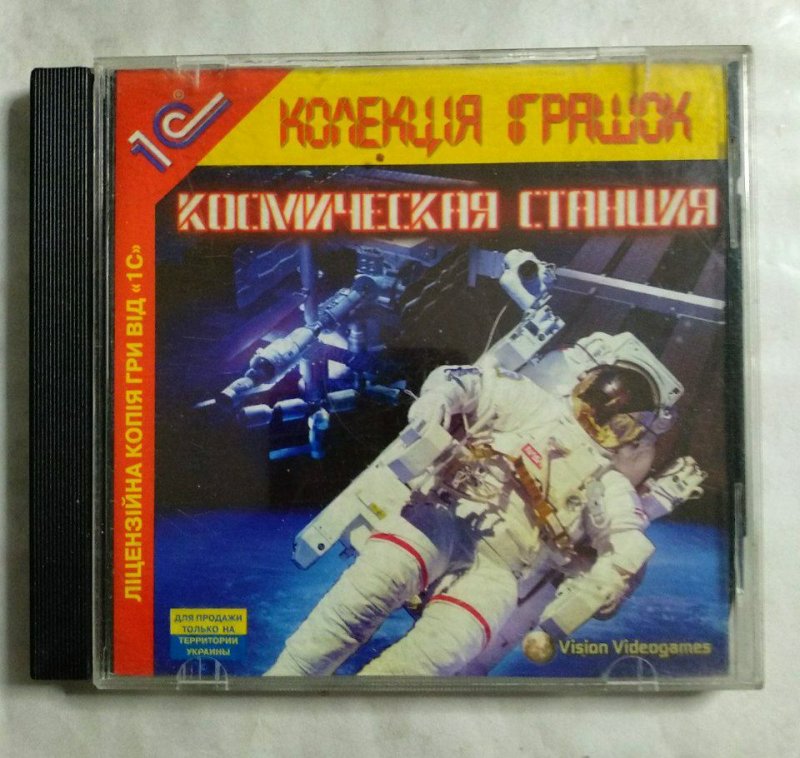 1С®
КОЛЕКЦІЯ ІГРАШОК
КОСМИЧЕСКАЯ СТАНЦИЯ
ЛІЦЕНЗІЙНА КОПІЯ ГРИ ВІД «1С»
ДЛЯ ПРОДАЖИ
ТОЛЬКО НА
ТЕРРИТОРИИ
УКРАИНЫ
Vision Videogames